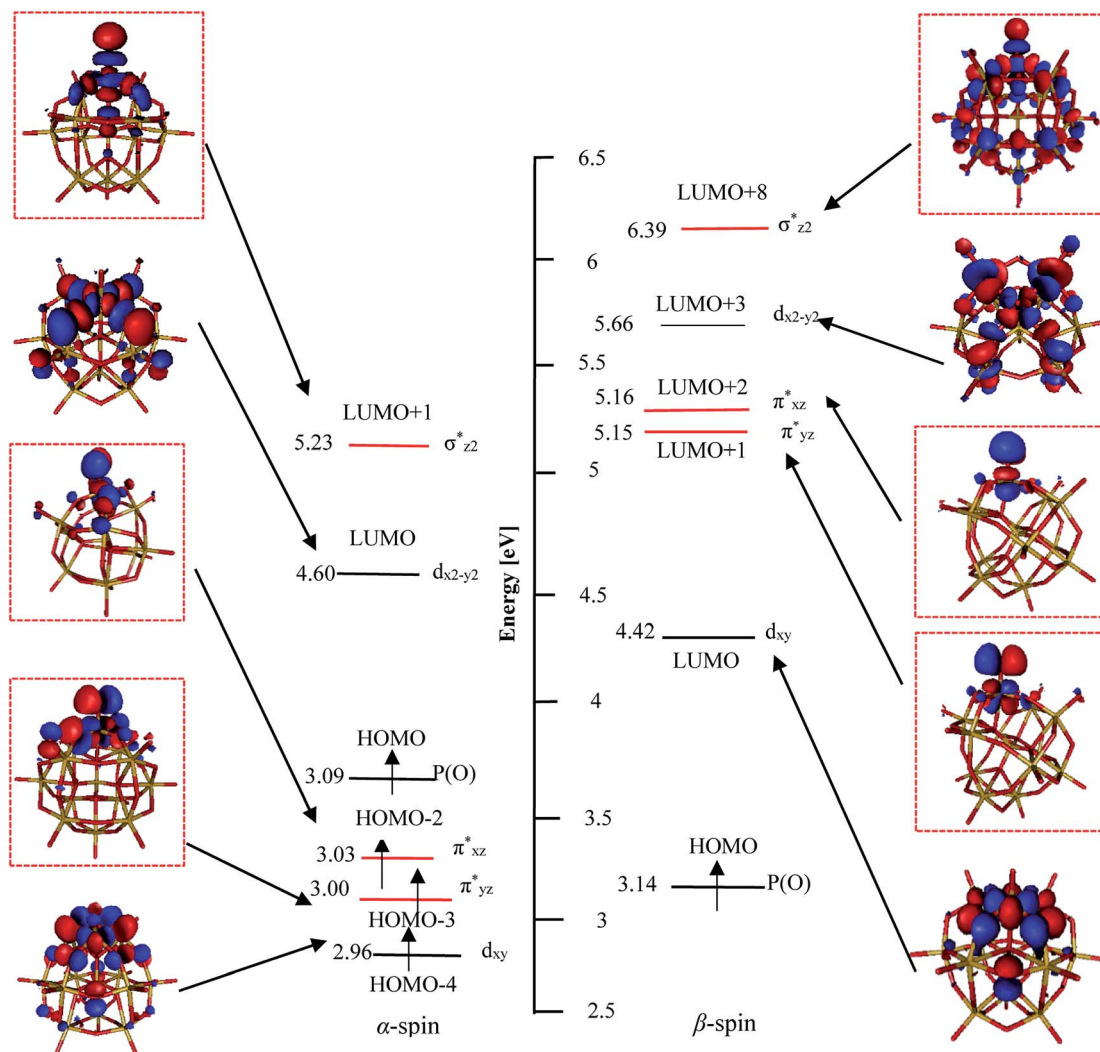 LUMO+1
5.23
σ*z2
LUMO
4.60
dx2-y2
HOMO
3.09
P(O)
HOMO-2
3.03
π*xz
3.00
π*yz
HOMO-3
2.96
dxy
HOMO-4
α-spin
Energy [eV]
6.5
6
5.5
5
4.5
4
3.5
3
2.5
LUMO+8
6.39
σ*z2
LUMO+3
5.66
dx2-y2
5.16
LUMO+2
π*xz
5.15
π*yz
LUMO+1
4.42
dxy
LUMO
HOMO
3.14
P(O)
β-spin